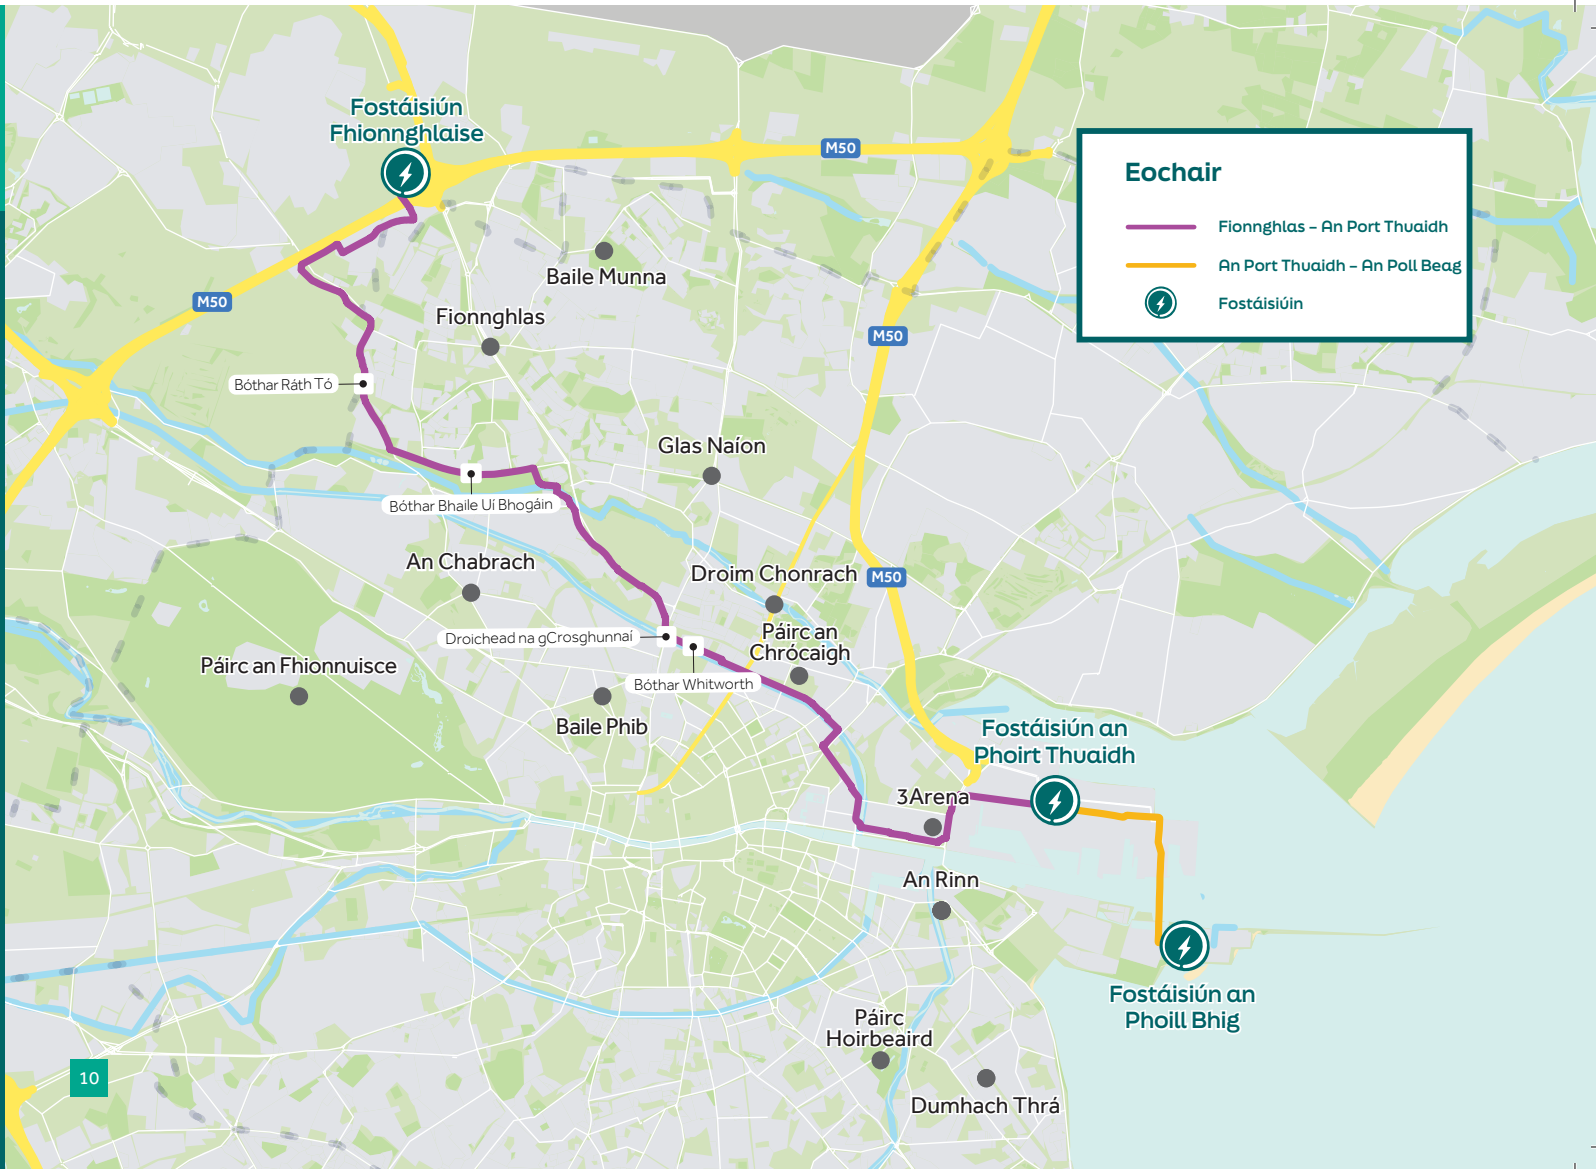 Fostáisiún
Fhionnghlaise
M50
Eochair
Fionnghlas – An Port Thuaidh
An Port Thuaidh – An Poll Beag
Fostáisiúin
Baile Munna
M50
Fionnghlas
M50
Bóthar Ráth Tó
Glas Naíon
Bóthar Bhaile Uí Bhogáin
An Chabrach
Droim Chonrach
M50
Droichead na gCrosghunnaí
Páirc an
Chrócaigh
Páirc an Fhionnuisce
Bóthar Whitworth
Baile Phib
Fostáisiún an
Phoirt Thuaidh
3Arena
An Rinn
Fostáisiún an
Phoill Bhig
Páirc
Hoirbeaird
Dumhach Thrá
10